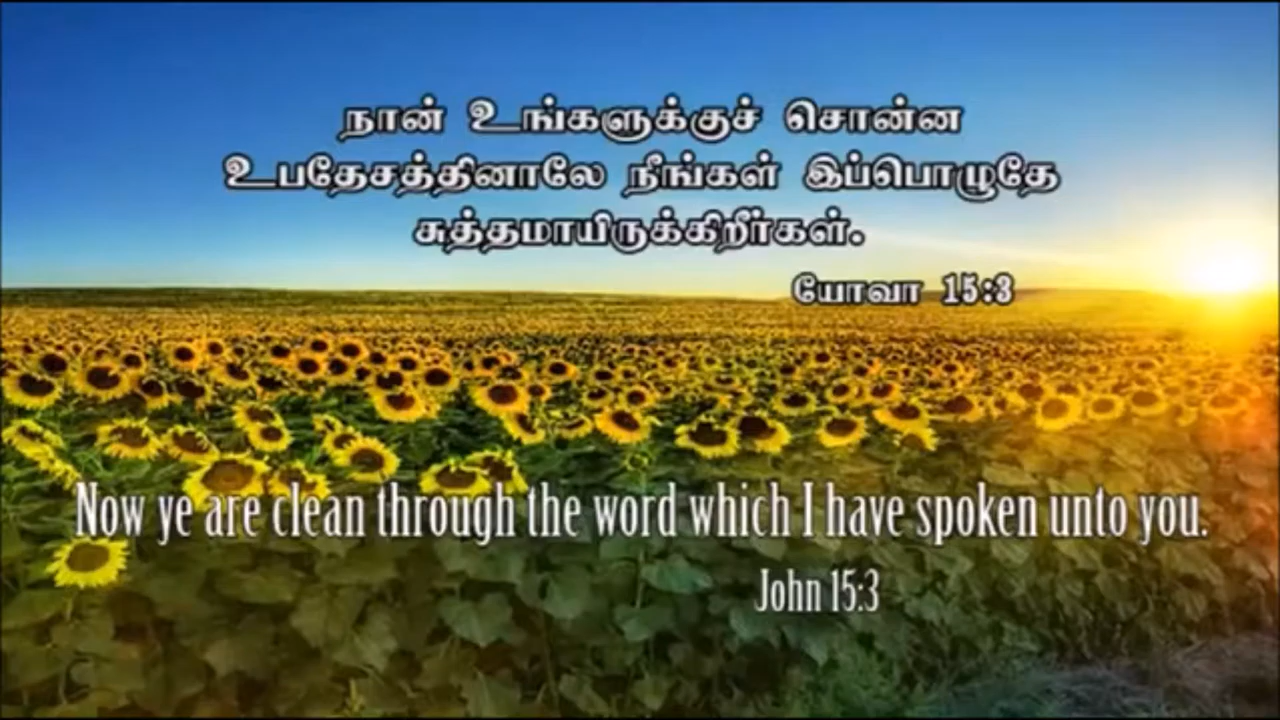 நான் உங்களுக்குச் சொன்ன
உபதேசத்தினாலே நீங்கள் இப்பொழுதே
சுத்தமாயிருக்கிறீர்கள்.
யோவா 15:3
Now ye are clean through the word which I have spoken unto you.
John 15:3